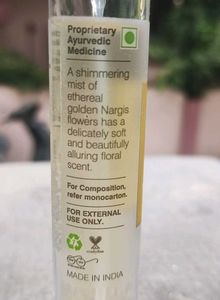 Proprietary
Ayurvedic
Medicine
A shimmering
mist of
ethereal
golden Nargis
flowers has a
delicately soft
and beautifully
alluring floral
scent.
For Composition,
refer monocarton.
FOR EXTERNAL
USE ONLY.
MADE IN INDIA